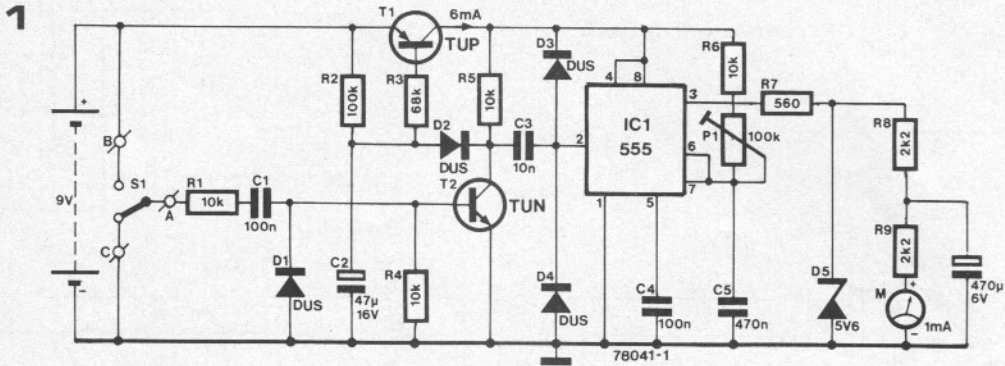 1
T1
6mA
TUP
R2
100k
R3
68k
R5
10k
D3
DUS
D2
DUS
C3
10n
T2
TUN
4
8
3
2
IC1
555
6
7
1
5
R6
10k
P1
100k
R7
560
R8
2k2
R9
2k2
+
9V
-
B
S1
A
C
R1
10k
C1
100n
D1
DUS
C2
47µ
16V
R4
10k
D4
DUS
C4
100n
C5
470n
D5
5V6
M
+
-
1mA
470µ
6V
78041-1